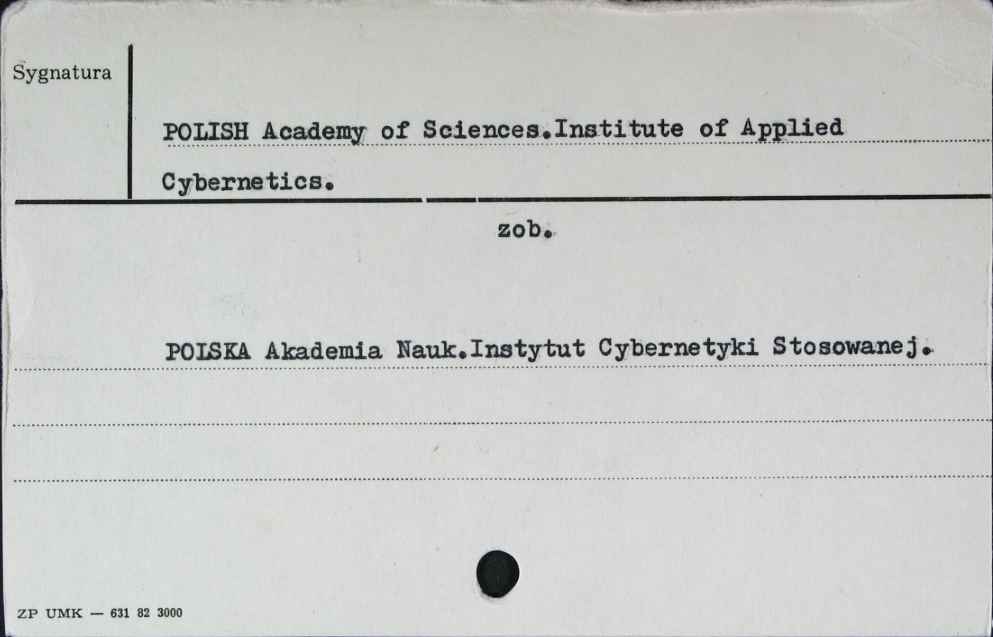 Sygnatura
POLISH Academy of Sciences.Institute of Applied
Cybernetics.
zob.
POLSKA Akademia Nauk.Instytut Cybernetyki Stosowanej.
ZP UMK — 631 82 3000